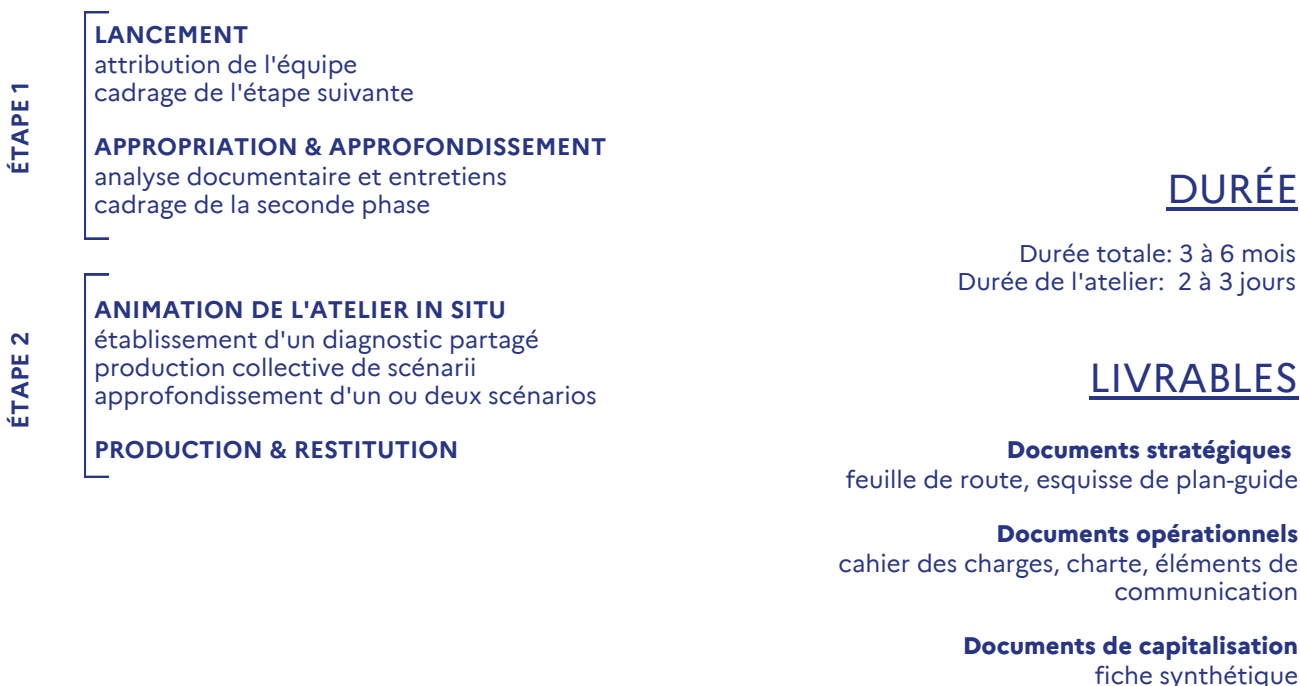 ÉTAPE 1
LANCEMENT
attribution de l'équipe
cadrage de l'étape suivante
APPROPRIATION & APPROFONDISSEMENT
analyse documentaire et entretiens
cadrage de la seconde phase
ÉTAPE 2
ANIMATION DE L'ATELIER IN SITU
établissement d'un diagnostic partagé
production collective de scénarii
approfondissement d'un ou deux scénarios
PRODUCTION & RESTITUTION
DURÉE
Durée totale: 3 à 6 mois
Durée de l'atelier: 2 à 3 jours
LIVRABLES
Documents stratégiques
feuille de route, esquisse de plan-guide
Documents opérationnels
cahier des charges, charte, éléments de
communication
Documents de capitalisation
fiche synthétique